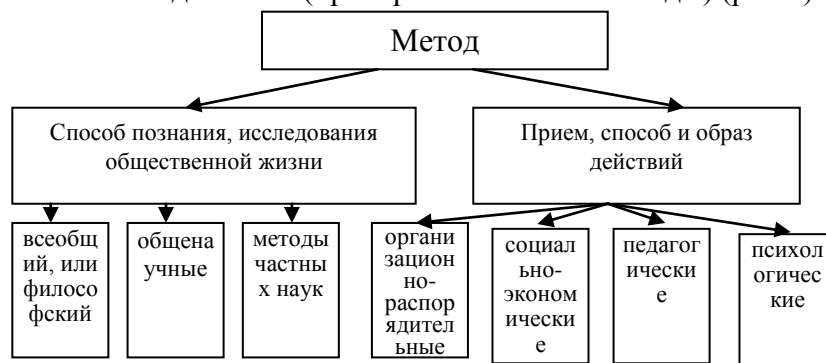 Метод
Способ познания, исследования
общественной жизни
Прием, способ и образ
действий
всеобщ
ий, или
филосо
фский
общена
учные
методы
частны
х наук
органи
зацион
но-
распор
ядител
ьные
социал
ьно-
эконом
ически
е
педагог
ически
е
психол
огичес
кие